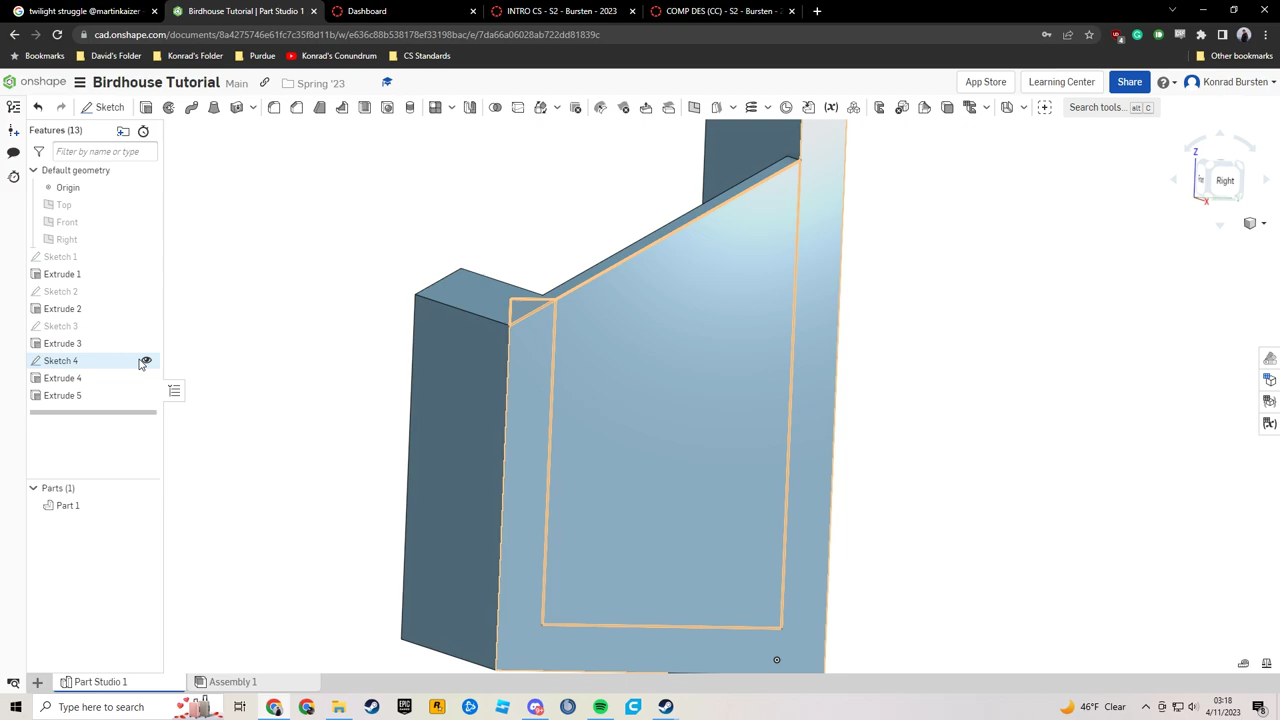 twilight struggle @martinkaizer
Birdhouse Tutorial | Part Studio 1
Dashboard
INTRO CS - S2 - Bursten - 2023
COMP DES (CC) - S2 - Bursten -
cad.onshape.com/documents/8a4275746e61fc7c35f8d11b/w/e636c88b538178ef33198bac/e/7da66a06028ab722dd81839c
Bookmarks
David's Folder
Konrad's Folder
Purdue
Konrad's Conundrum
CS Standards
Other bookmarks
onshape
Birdhouse Tutorial
Main
Spring '23
App Store
Learning Center
Share
Konrad Bursten
Sketch
Search tools...
alt
C
Features (13)
Filter by name or type
Default geometry
Origin
Top
Front
Right
Sketch 1
Extrude 1
Sketch 2
Extrude 2
Sketch 3
Extrude 3
Sketch 4
Extrude 4
Extrude 5
Parts (1)
Part 1
Z
Right
X
Part Studio 1
Assembly 1
Type here to search
46°F Clear
03:18
4/11/2023